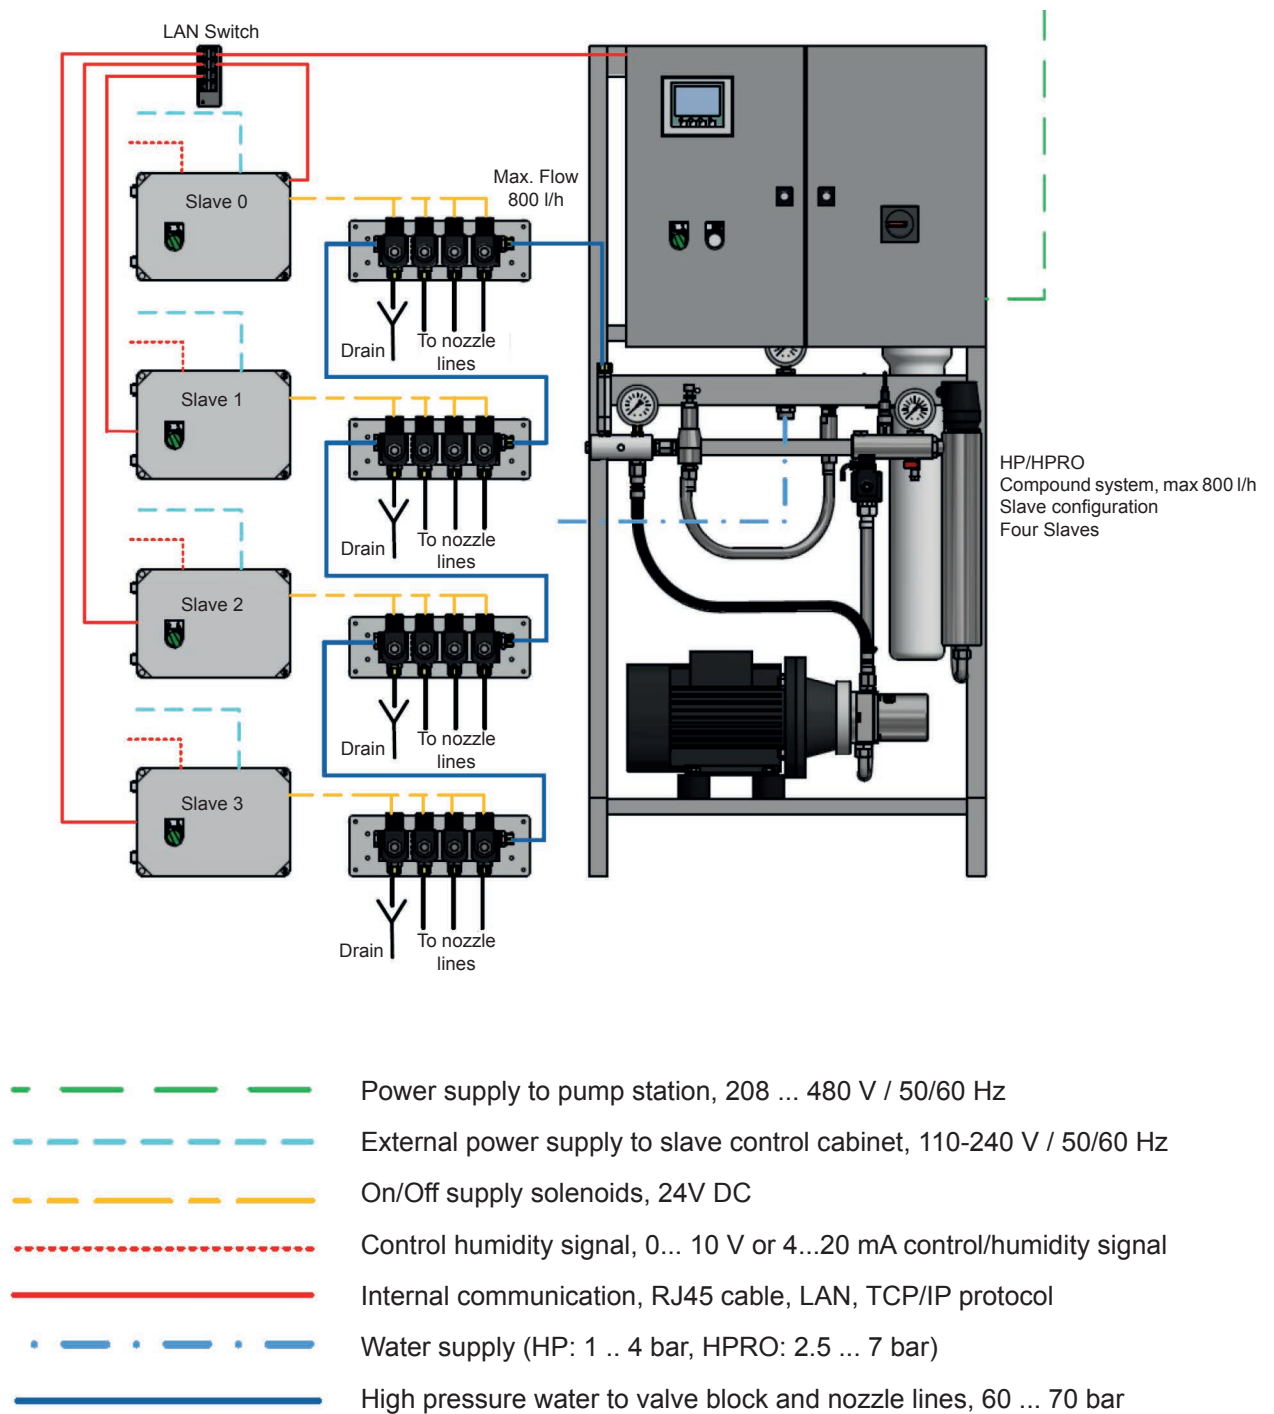 LAN Switch
Slave 0
Max. Flow
800 l/h
Drain
To nozzle
lines
Slave 1
Drain
To nozzle
lines
HP/HPRO
Compound system, max 800 l/h
Slave configuration
Four Slaves
Slave 2
Drain
To nozzle
lines
Slave 3
Drain
To nozzle
lines
Power supply to pump station, 208 ... 480 V / 50/60 Hz
External power supply to slave control cabinet, 110-240 V / 50/60 Hz
On/Off supply solenoids, 24V DC
Control humidity signal, 0... 10 V or 4...20 mA control/humidity signal
Internal communication, RJ45 cable, LAN, TCP/IP protocol
Water supply (HP: 1 .. 4 bar, HPRO: 2.5 ... 7 bar)
High pressure water to valve block and nozzle lines, 60 ... 70 bar